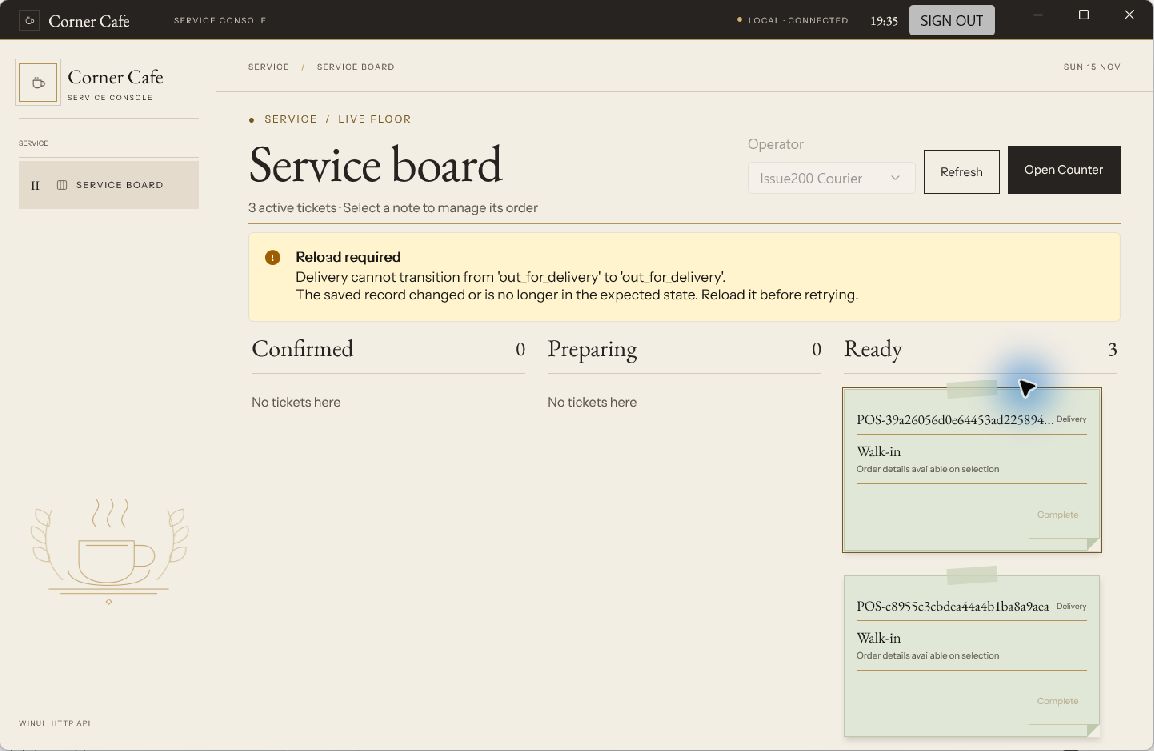 Corner Cafe
SERVICE CONSOLE
LOCAL · CONNECTED
19:35
SIGN OUT
Corner Cafe
SERVICE CONSOLE
SERVICE / SERVICE BOARD
SUN 15 NOV
SERVICE
SERVICE BOARD
SERVICE / LIVE FLOOR
Service board
Operator
Issue200 Courier
Refresh
Open Counter
3 active tickets · Select a note to manage its order
Reload required
Delivery cannot transition from 'out_for_delivery' to 'out_for_delivery'.
The saved record changed or is no longer in the expected state. Reload it before retrying.
Confirmed 0
Preparing 0
Ready 3
No tickets here
No tickets here
POS-39a26056d0e64453ad225894... Delivery
Walk-in
Order details available on selection
Complete
POS-c8955c3cbdca44a4b1ba8a9aca Delivery
Walk-in
Order details available on selection
Complete
WINUI HTTP API